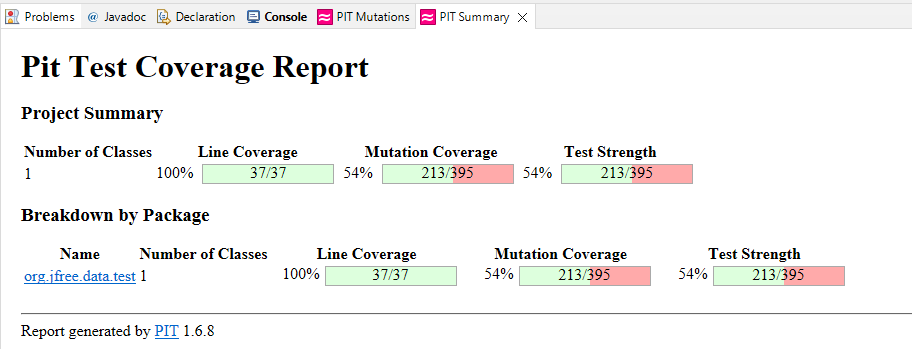 Problems @ Javadoc Declaration Console PIT Mutations PIT Summary
Pit Test Coverage Report
Project Summary
Number of Classes Line Coverage Mutation Coverage Test Strength
1 100% 37/37 54% 213/395 54% 213/395
Breakdown by Package
Name Number of Classes Line Coverage Mutation Coverage Test Strength
org.jfree.data.test 1 100% 37/37 54% 213/395 54% 213/395
Report generated by PIT 1.6.8